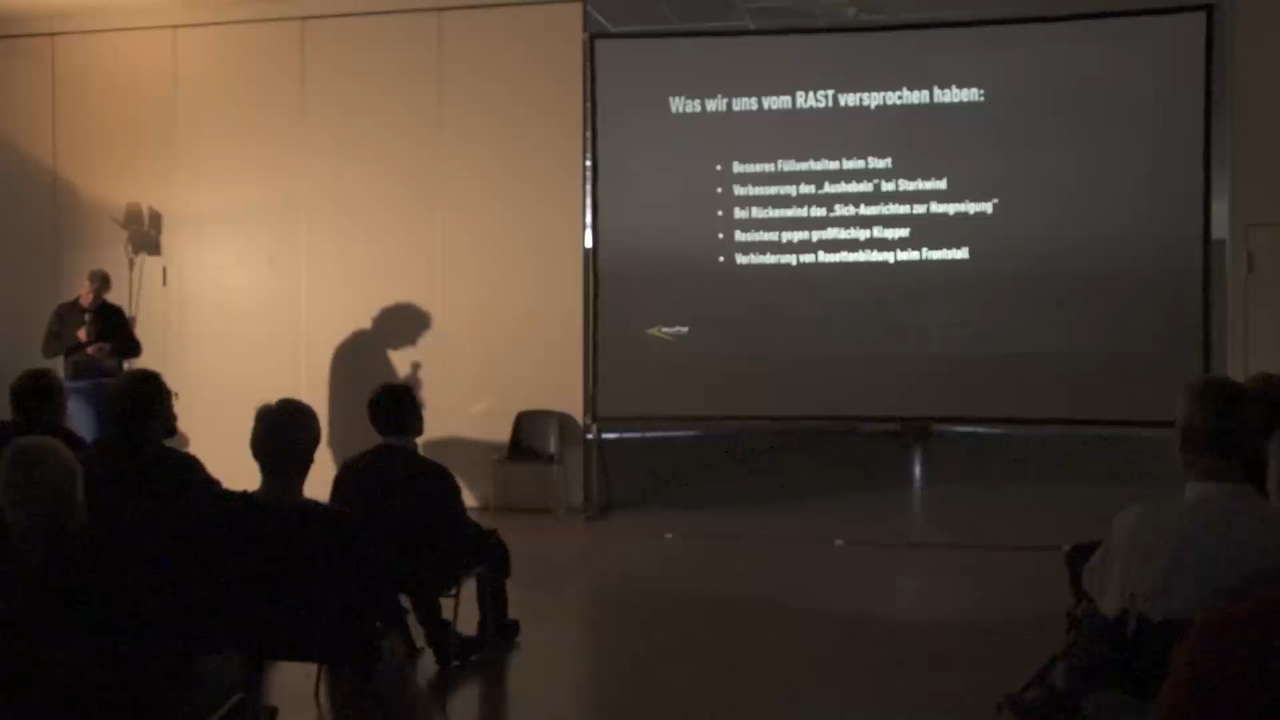 Was wir uns vom RAST versprochen haben:
• Besseres Füllverhalten beim Start
• Verbesserung des „Aushebeln" bei Starkwind
• Bei Rückenwind das „Sich-Ausrichten zur Hangneigung"
• Resistenz gegen großflächige Klapper
• Verhinderung von Rosettenbildung beim Frontstall